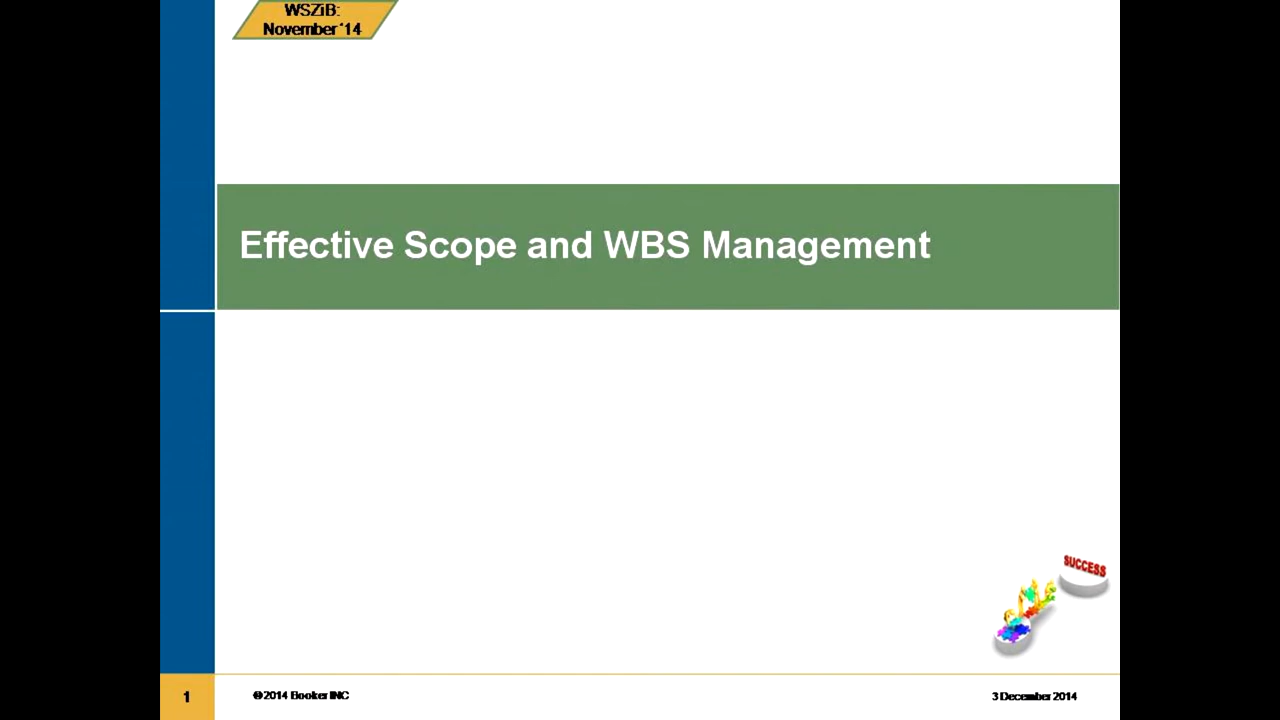 WSZiB:
November '14
Effective Scope and WBS Management
SUCCESS
1
© 2014 Booker INC
3 December 2014